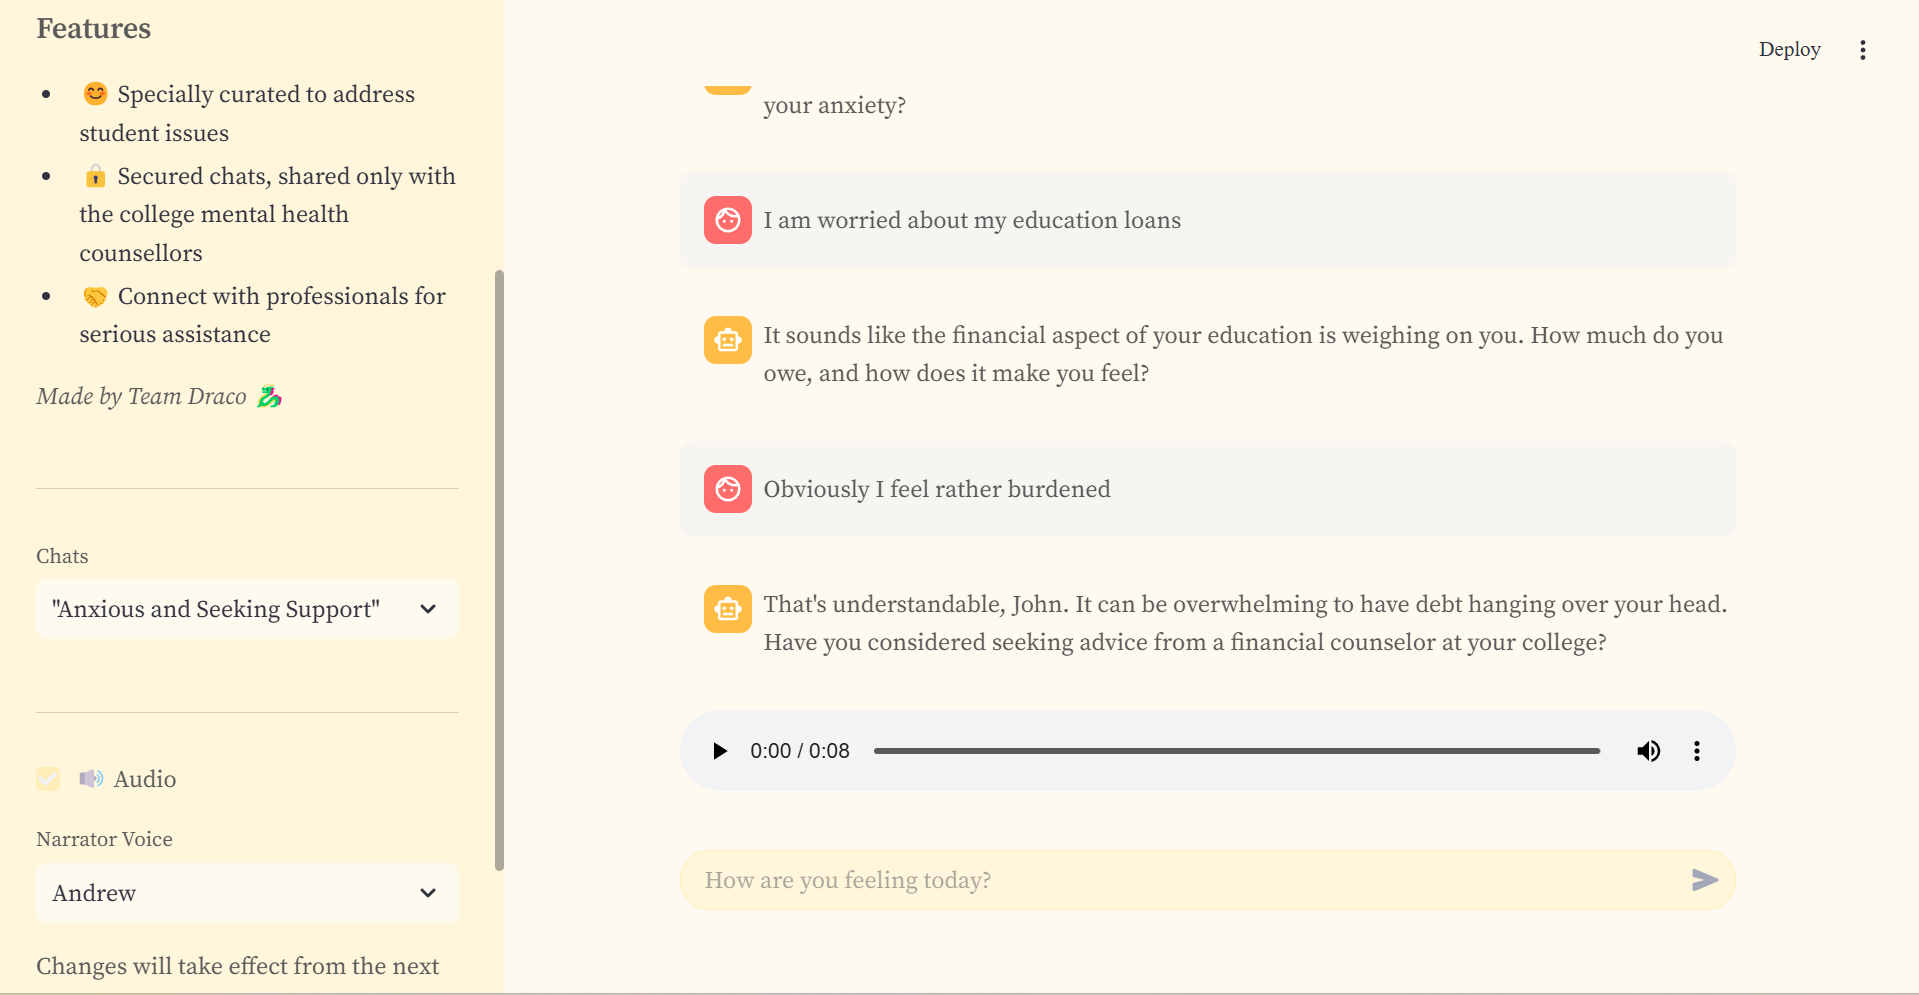 Features
Specially curated to address
student issues
Secured chats, shared only with
the college mental health
counsellors
Connect with professionals for
serious assistance
Made by Team Draco
Chats
"Anxious and Seeking Support"
Audio
Narrator Voice
Andrew
Changes will take effect from the next
Deploy
your anxiety?
I am worried about my education loans
It sounds like the financial aspect of your education is weighing on you. How much do you
owe, and how does it make you feel?
Obviously I feel rather burdened
That's understandable, John. It can be overwhelming to have debt hanging over your head.
Have you considered seeking advice from a financial counselor at your college?
0:00 / 0:08
How are you feeling today?